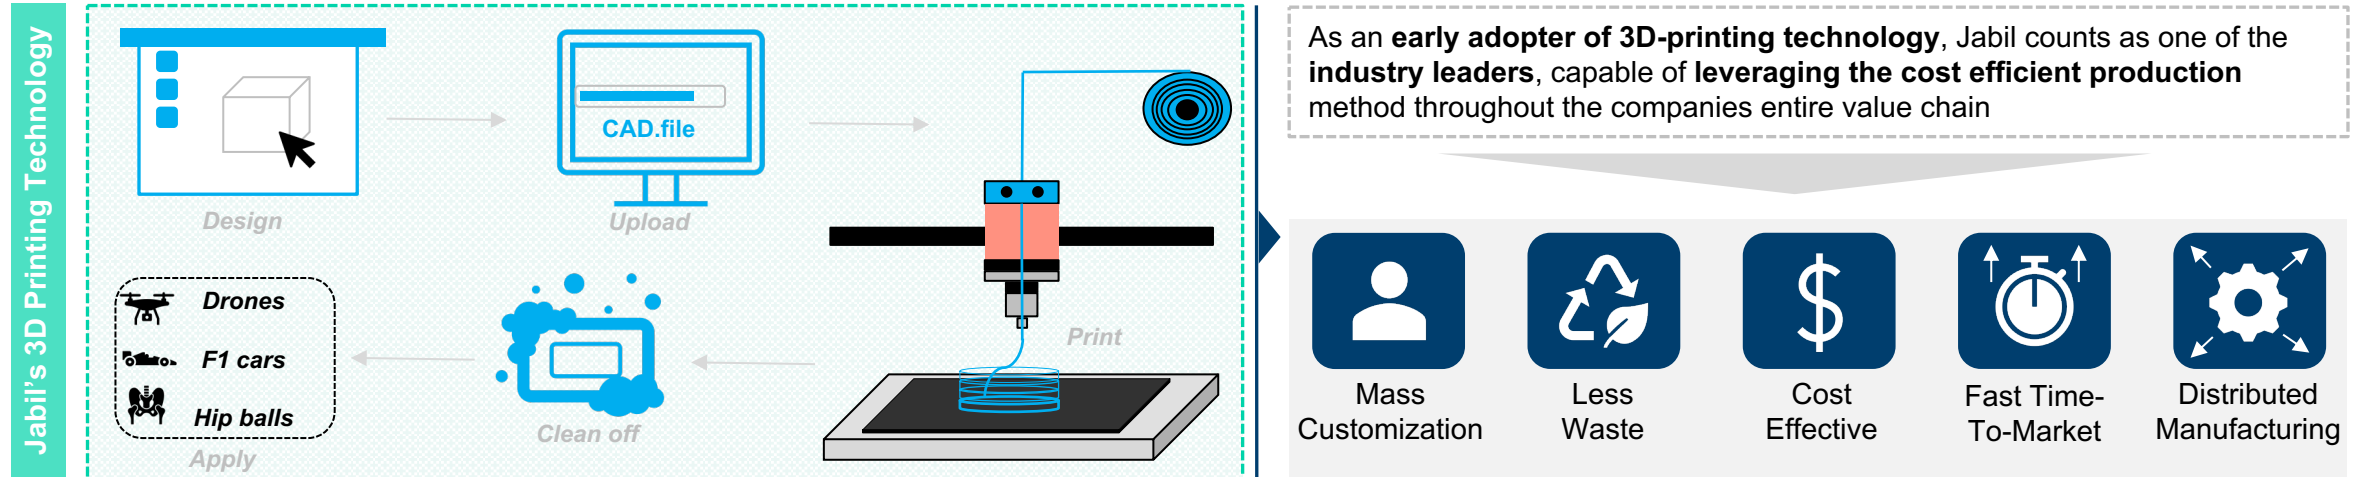 Jabil's 3D Printing Technology
Design
CAD.file
Upload
Print
Clean off
Drones
F1 cars
Hip balls
Apply
As an early adopter of 3D-printing technology, Jabil counts as one of the
industry leaders, capable of leveraging the cost efficient production
method throughout the companies entire value chain
Mass
Customization
Less
Waste
Cost
Effective
Fast Time-
To-Market
Distributed
Manufacturing